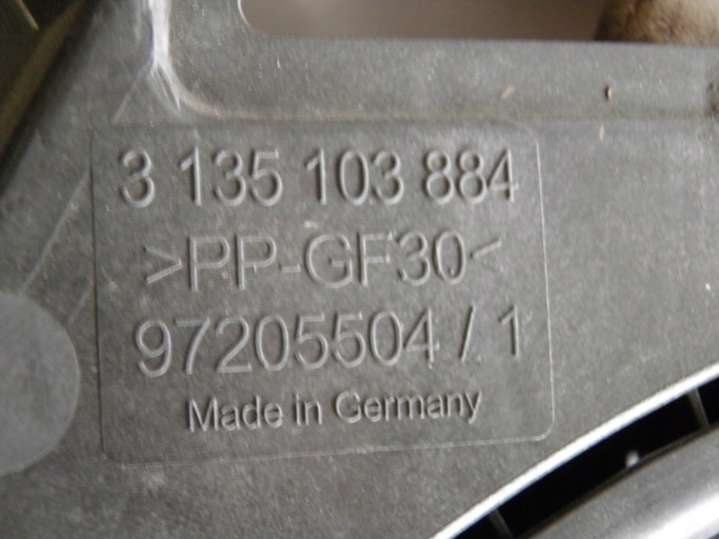 3 135 103 884
>PP-GF30<
97205504 / 1
Made in Germany